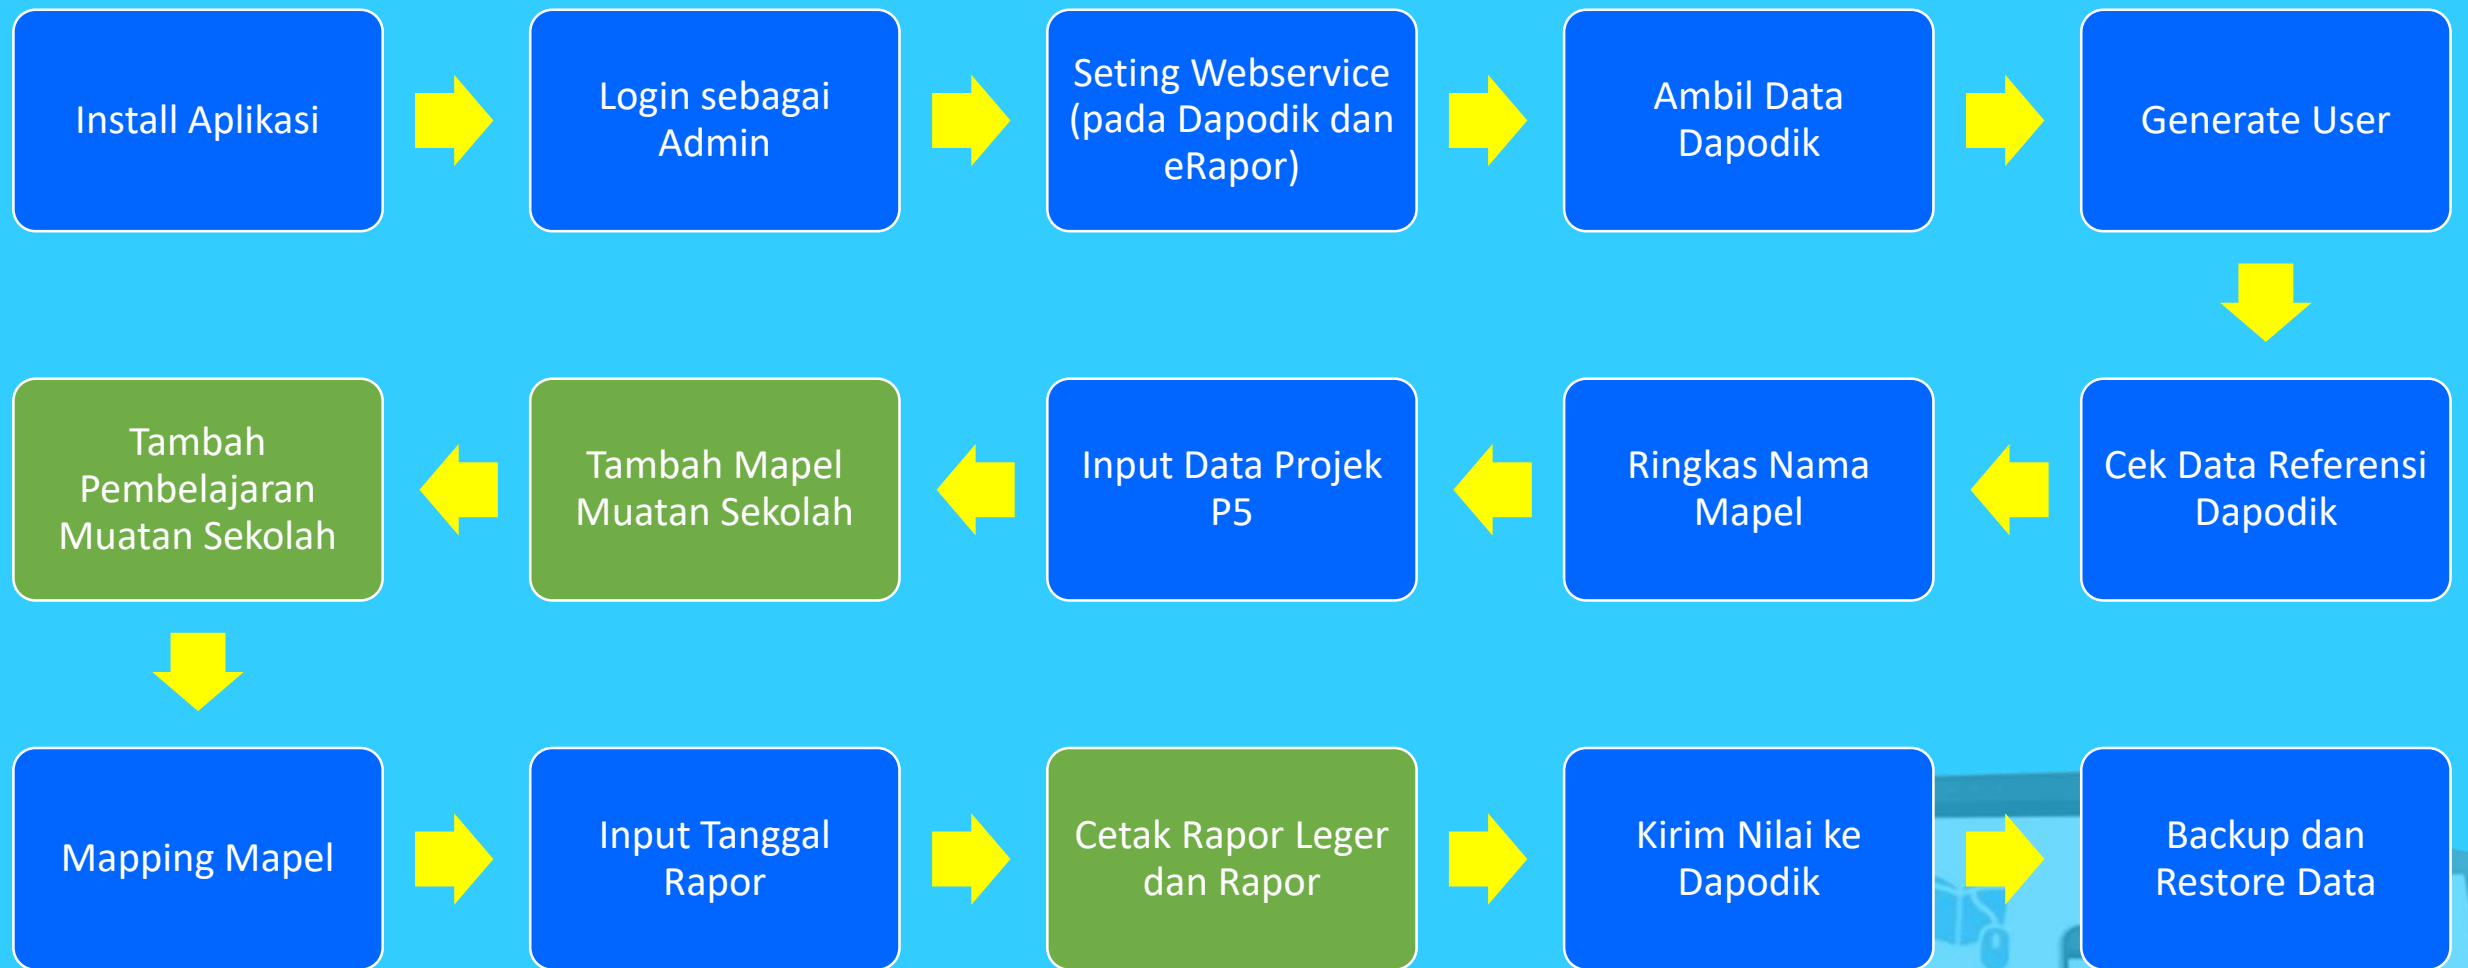 Install Aplikasi
Login sebagai
Admin
Seting Webservice
(pada Dapodik dan
eRapor)
Ambil Data
Dapodik
Generate User
Cek Data Referensi
Dapodik
Ringkas Nama
Mapel
Input Data Projek
P5
Tambah Mapel
Muatan Sekolah
Tambah
Pembelajaran
Muatan Sekolah
Mapping Mapel
Input Tanggal
Rapor
Cetak Rapor Leger
dan Rapor
Kirim Nilai ke
Dapodik
Backup dan
Restore Data